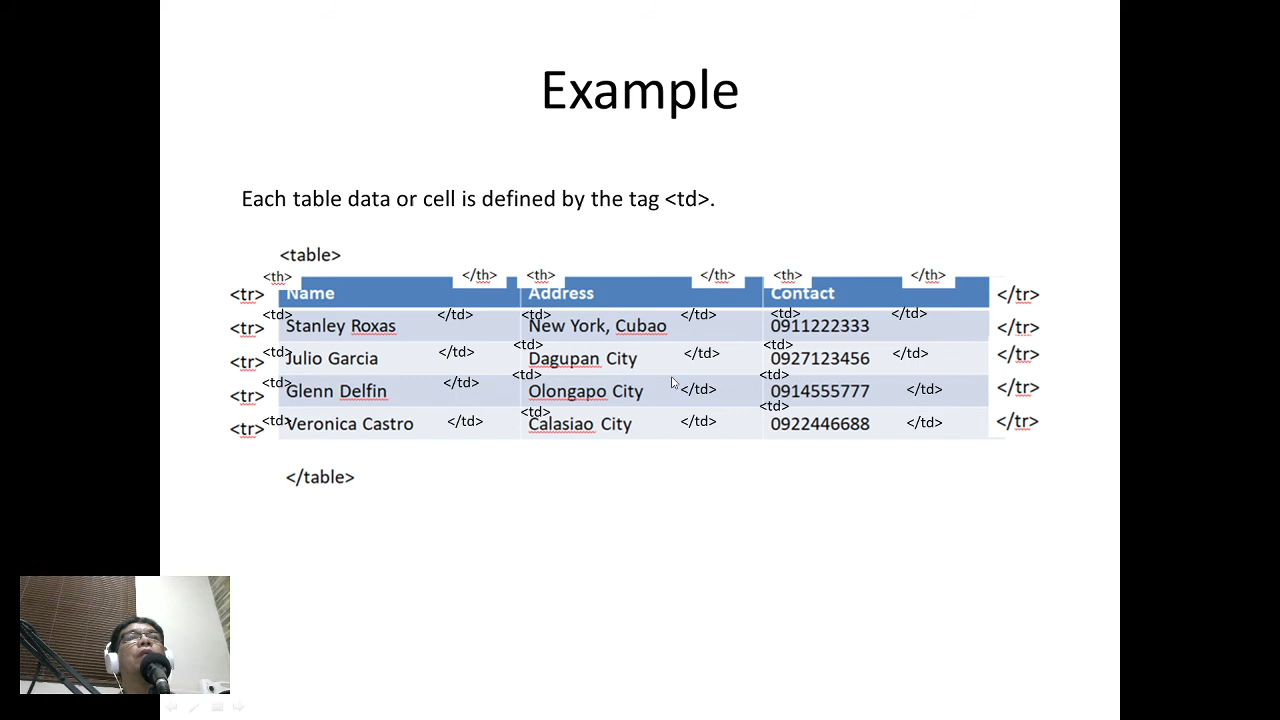 Example
Each table data or cell is defined by the tag <td>.
<table>
<th> </th> <th> </th> <th> </th>
<tr> Name Address Contact </tr>
<td> </td> <td> </td> <td> </td>
<tr> Stanley Roxas New York, Cubao 0911222333 </tr>
<td> </td> <td> </td> <td> </td>
<tr> Julio Garcia Dagupan City 0927123456 </tr>
<td> </td> <td> </td> <td> </td>
<tr> Glenn Delfin Olongapo City 0914555777 </tr>
<td> </td> <td> </td> <td> </td>
<tr> Veronica Castro Calasiao City 0922446688 </tr>
</table>